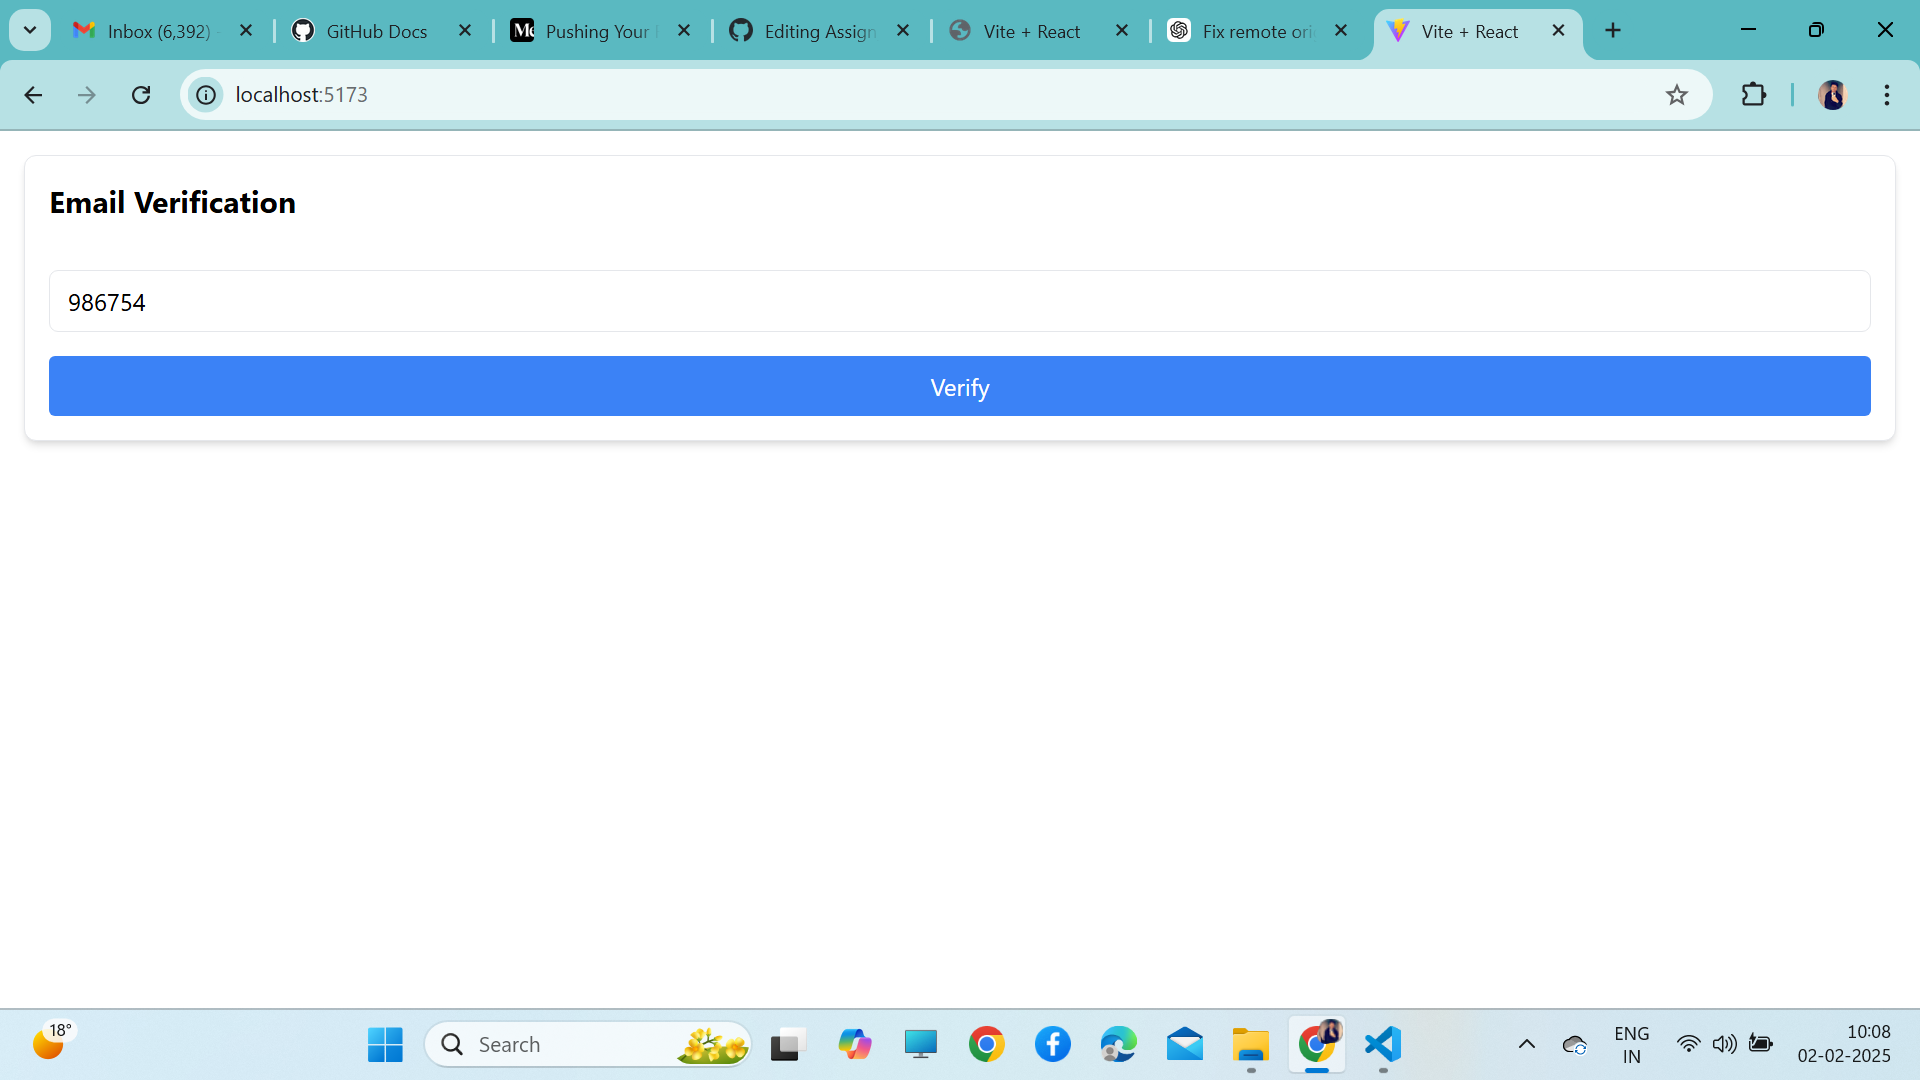 Inbox (6,392) -
GitHub Docs
Pushing Your
Editing Assign
Vite + React
Fix remote ori
Vite + React
localhost:5173
Email Verification
986754
Verify
18°
Search
ENG
IN
10:08
02-02-2025